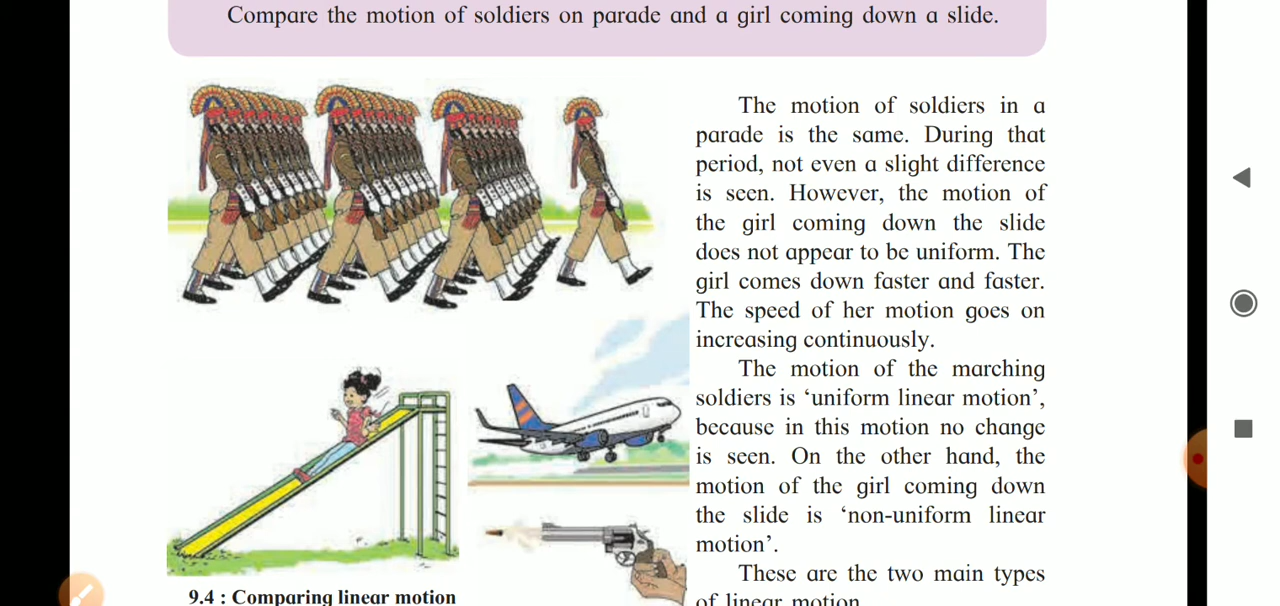 Compare the motion of soldiers on parade and a girl coming down a slide.
The motion of soldiers in a
parade is the same. During that
period, not even a slight difference
is seen. However, the motion of
the girl coming down the slide
does not appear to be uniform. The
girl comes down faster and faster.
The speed of her motion goes on
increasing continuously.
The motion of the marching
soldiers is ‘uniform linear motion’,
because in this motion no change
is seen. On the other hand, the
motion of the girl coming down
the slide is ‘non-uniform linear
motion’.
These are the two main types
of linear motion
9.4 : Comparing linear motion